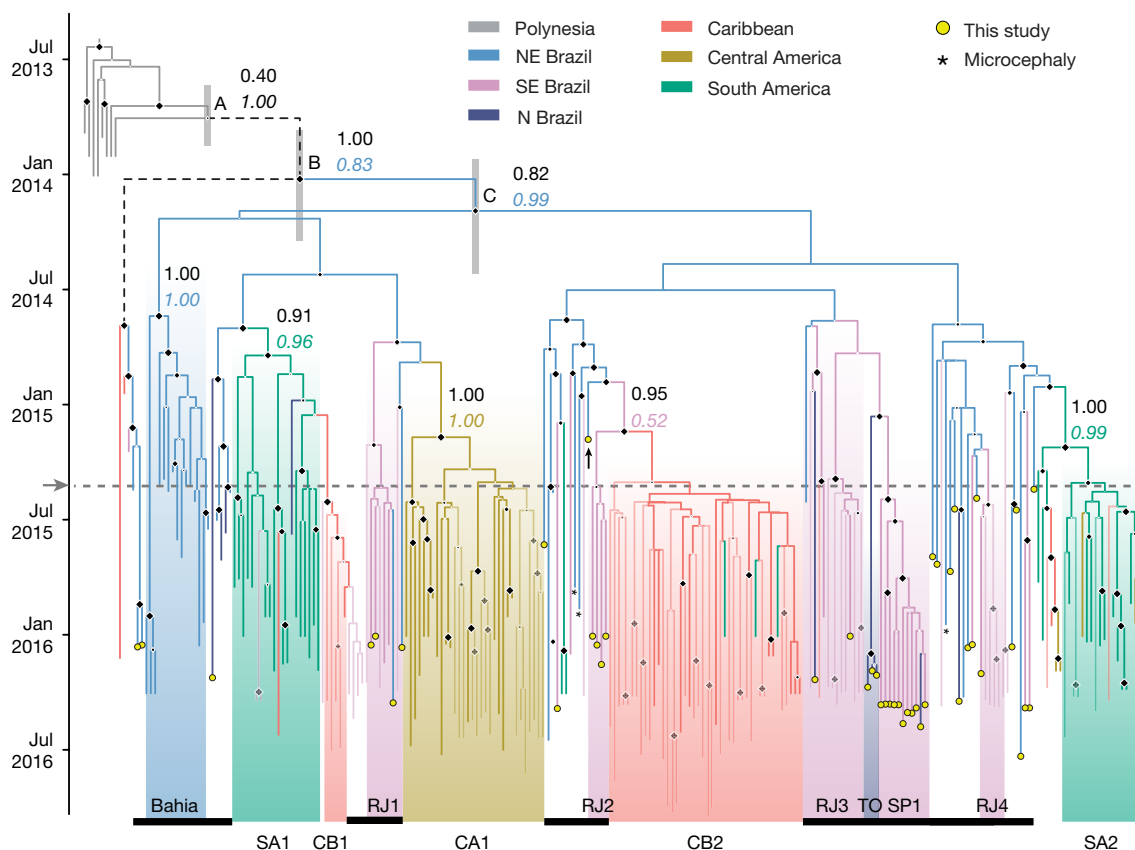 Polynesia
NE Brazil
SE Brazil
N Brazil
Caribbean
Central America
South America
This study
* Microcephaly
Jul
2013
Jan
2014
Jul
2014
Jan
2015
Jul
2015
Jan
2016
Jul
2016
A
0.40
1.00
B
1.00
0.83
C
0.82
0.99
1.00
1.00
0.91
0.96
1.00
1.00
0.95
0.52
1.00
0.99
*
*
*
Bahia
RJ1
RJ2
RJ3
TO
SP1
RJ4
SA1
CB1
CA1
CB2
SA2